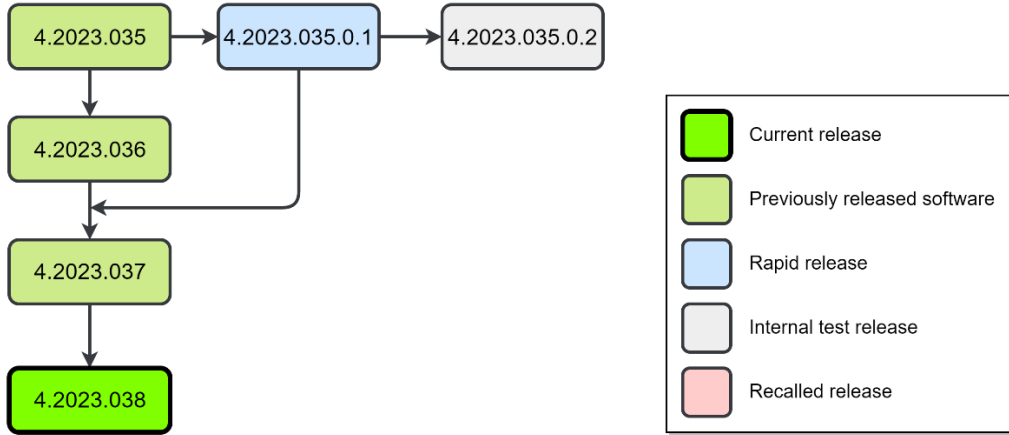 4.2023.035
4.2023.035.0.1
4.2023.035.0.2
4.2023.036
4.2023.037
4.2023.038
Current release
Previously released software
Rapid release
Internal test release
Recalled release